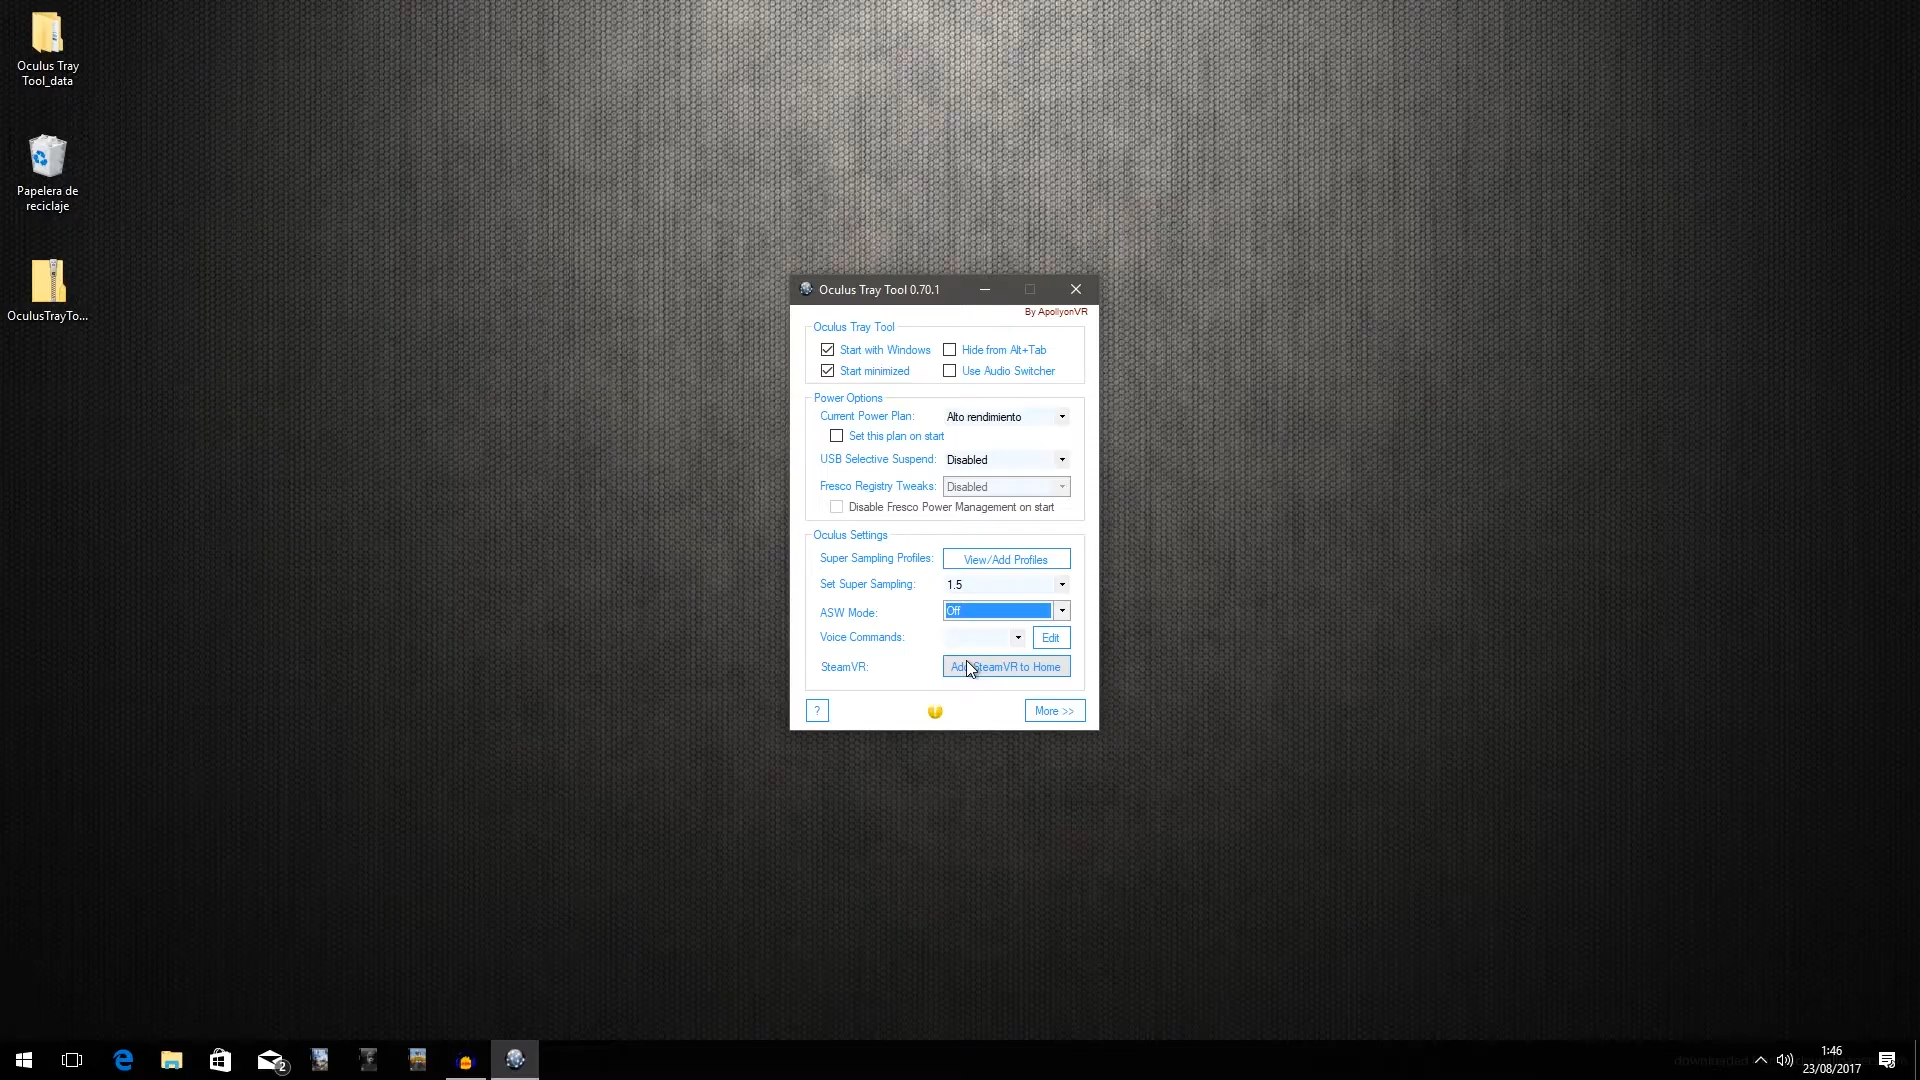 Oculus Tray
Tool_data
Papelera de
reciclaje
OculusTrayTo...
Oculus Tray Tool 0.70.1
By ApollyonVR
Oculus Tray Tool
Start with Windows
Hide from Alt+Tab
Start minimized
Use Audio Switcher
Power Options
Current Power Plan:
Alto rendimiento
Set this plan on start
USB Selective Suspend:
Disabled
Fresco Registry Tweaks:
Disabled
Disable Fresco Power Management on start
Oculus Settings
Super Sampling Profiles:
View/Add Profiles
Set Super Sampling:
1.5
ASW Mode:
Off
Voice Commands:
Edit
SteamVR:
Add SteamVR to Home
?
More >>
2
downloaded
1:46
23/08/2017